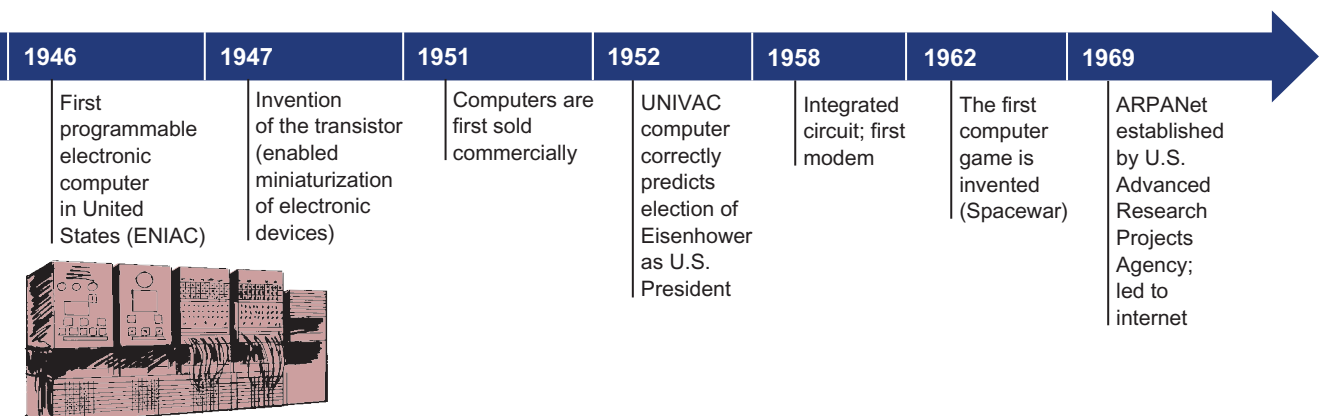 1946
First
programmable
electronic
computer
in United
States (ENIAC)
1947
Invention
of the transistor
(enabled
miniaturization
of electronic
devices)
1951
Computers are
first sold
commercially
1952
UNIVAC
computer
correctly
predicts
election of
Eisenhower
as U.S.
President
1958
Integrated
circuit; first
modem
1962
The first
computer
game is
invented
(Spacewar)
1969
ARPANet
established
by U.S.
Advanced
Research
Projects
Agency;
led to
internet